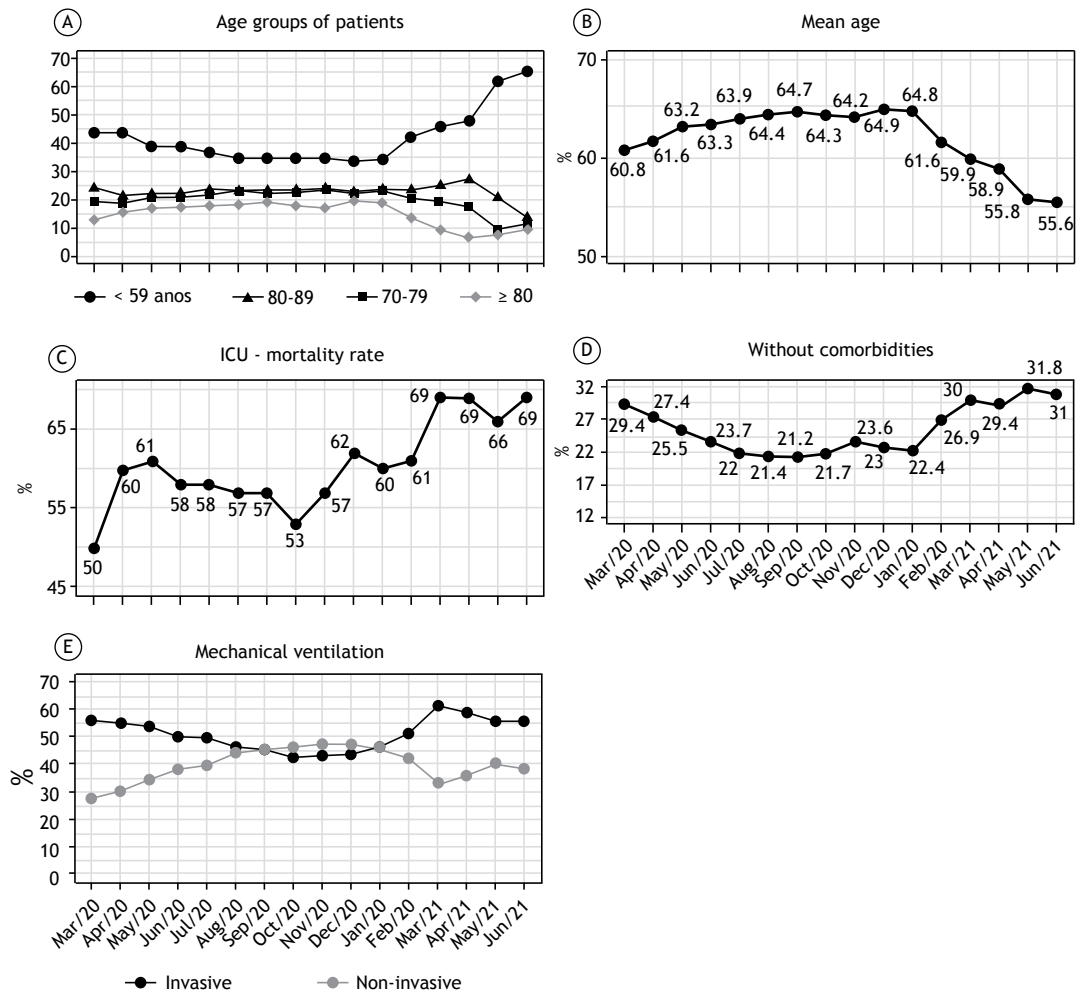 A Age groups of patients
70
60
50
40
30
20
10
0
< 59 anos 80-89 70-79 ≥ 80
B Mean age
%
70
60
50
60.8 61.6 63.2 63.3 63.9 64.4 64.7 64.3 64.2 64.9 64.8 61.6 59.9 58.9 55.8 55.6
C ICU - mortality rate
%
65
55
45
50 60 61 58 58 57 57 53 57 62 60 61 69 69 66 69
D Without comorbidities
%
32
27
22
17
12
29.4 27.4 25.5 23.7 22 21.4 21.2 21.7 23.6 23 22.4 26.9 30 29.4 31.8 31
Mar/20 Apr/20 May/20 Jun/20 Jul/20 Aug/20 Sep/20 Oct/20 Nov/20 Dec/20 Jan/20 Feb/20 Mar/21 Apr/21 May/21 Jun/21
E Mechanical ventilation
%
70
60
50
40
30
20
10
0
Mar/20 Apr/20 May/20 Jun/20 Jul/20 Aug/20 Sep/20 Oct/20 Nov/20 Dec/20 Jan/20 Feb/20 Mar/21 Apr/21 May/21 Jun/21
Invasive Non-invasive